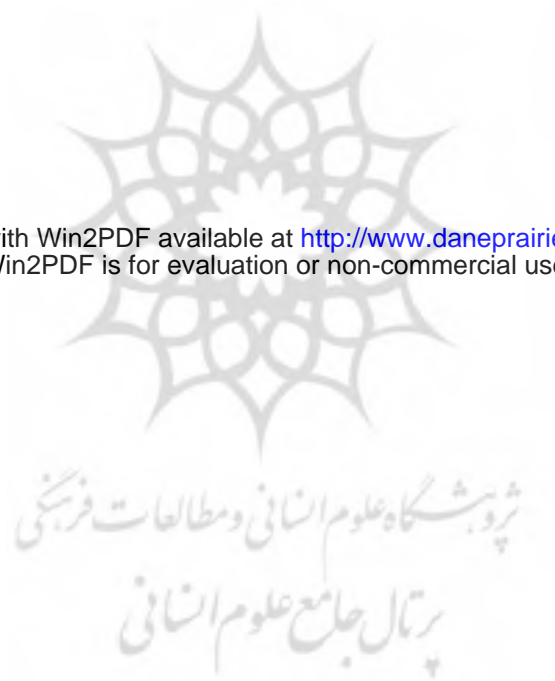 ith Win2PDF available at http://www.daneprairie
Win2PDF is for evaluation or non-commercial use
پژوهشگاه علوم انسانی و مطالعات فرهنگی
پرتال جامع علوم انسانی